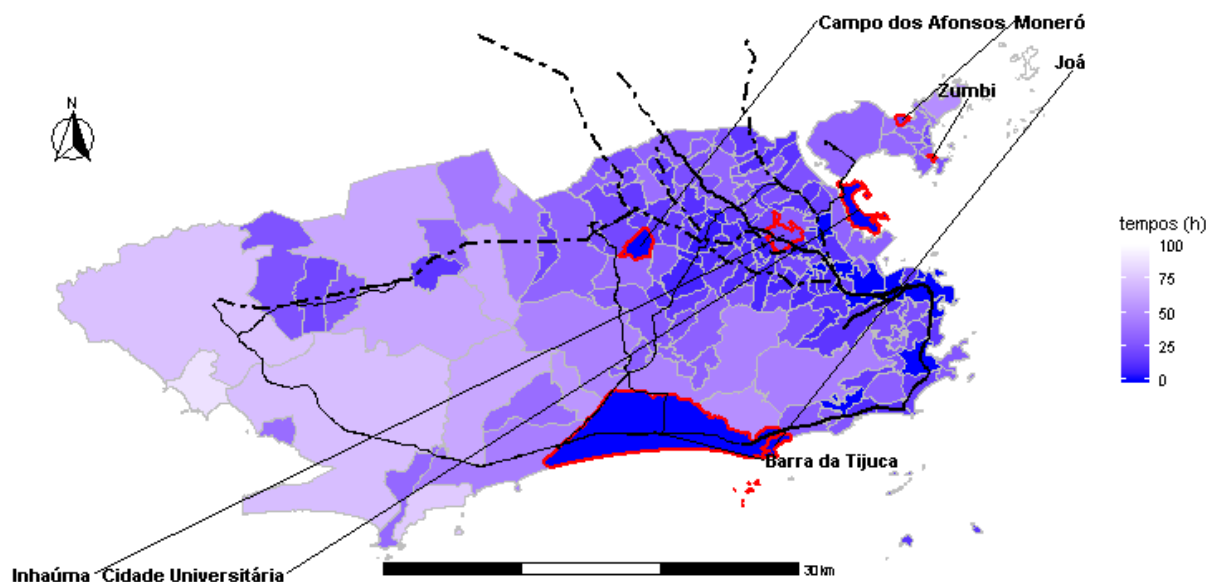 Campo dos Afonsos Moneró
Joá
Zumbi
N
tempos (h)
100
75
50
25
0
Barra da Tijuca
Inhaúma Cidade Universitária
30 km